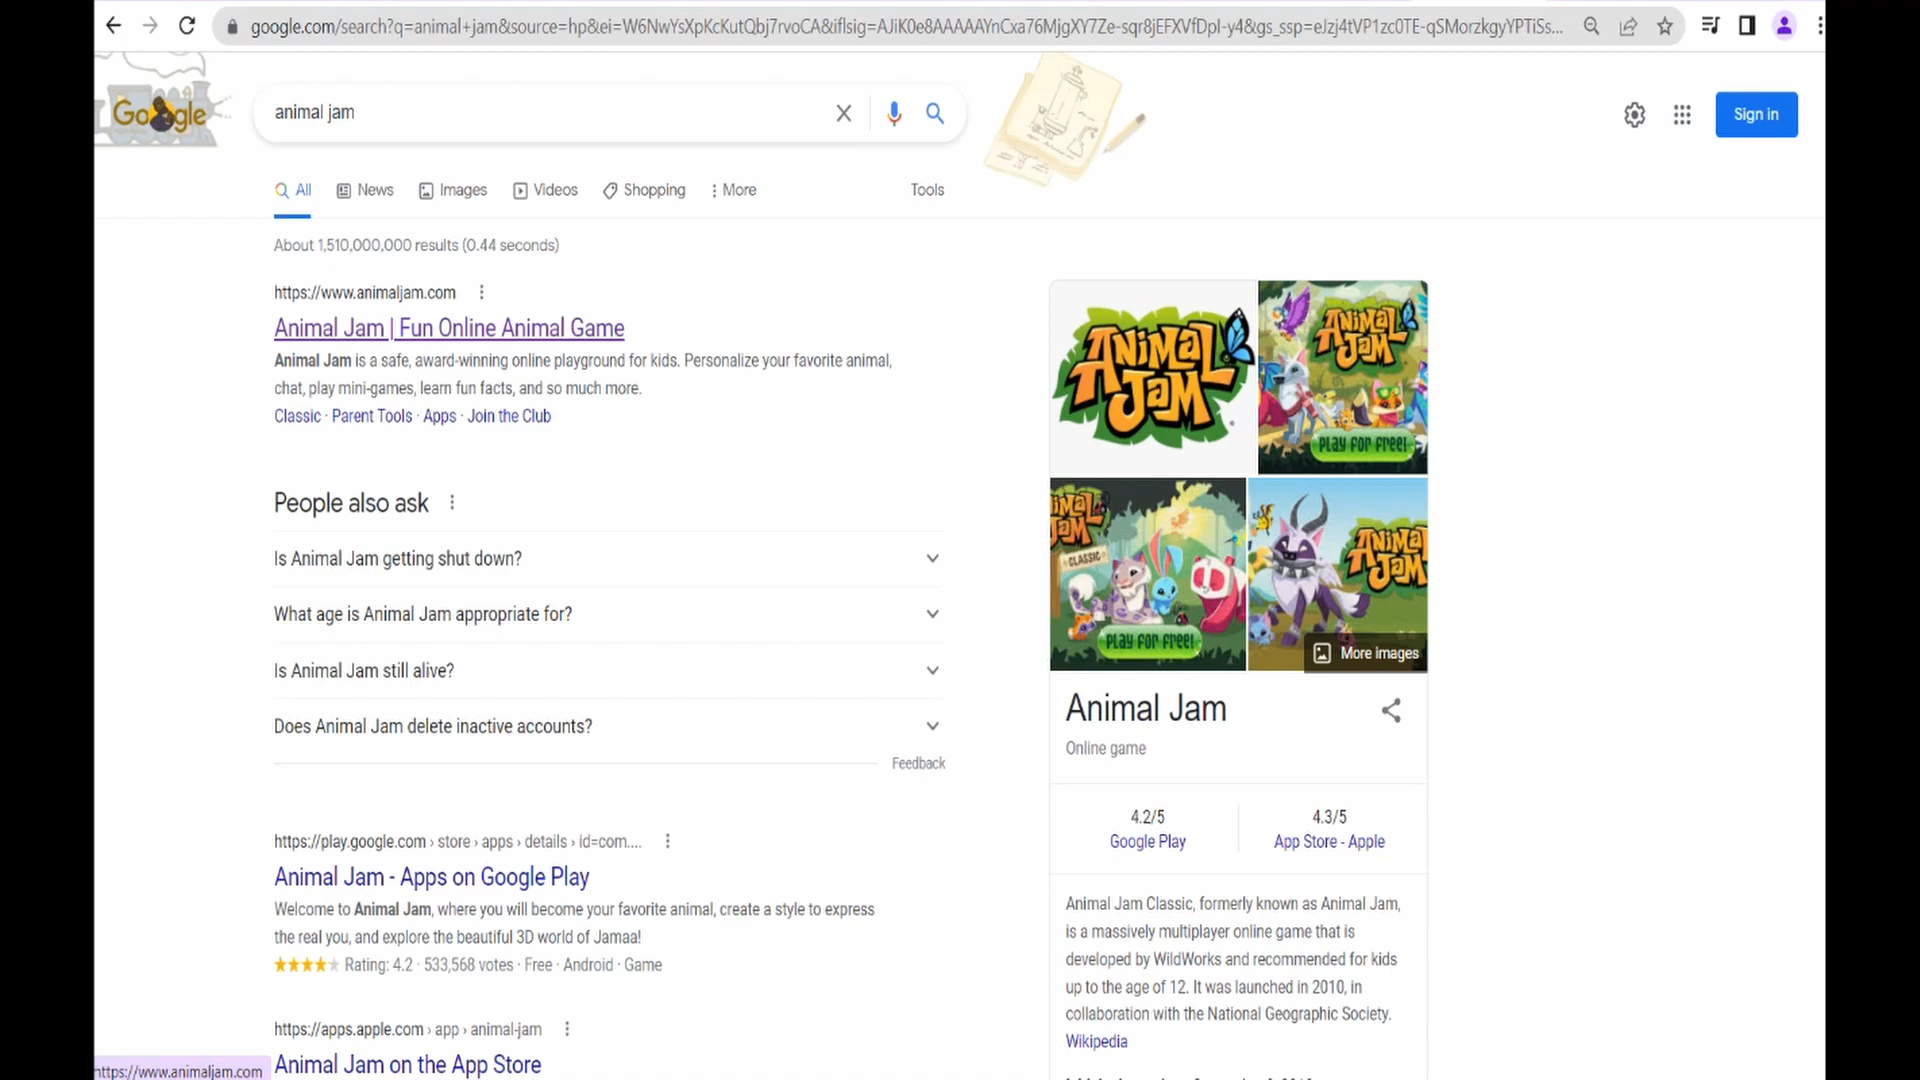 google.com/search?q=animal+jam&source=hp&ei=W6NwYsXpKcKutQbj7rvoCA&iflsig=AJiK0e8AAAAAYnCxa76MjgXY7Ze-sqr8jEFXVfDpI-y4&gs_ssp=eJzj4tVP1zc0TE-qSMorzkgyYPTiSs...
Google
animal jam
Sign in
All
News
Images
Videos
Shopping
More
Tools
About 1,510,000,000 results (0.44 seconds)
https://www.animaljam.com
Animal Jam | Fun Online Animal Game
Animal Jam is a safe, award-winning online playground for kids. Personalize your favorite animal,
chat, play mini-games, learn fun facts, and so much more.
Classic · Parent Tools · Apps · Join the Club
People also ask
Is Animal Jam getting shut down?
What age is Animal Jam appropriate for?
Is Animal Jam still alive?
Does Animal Jam delete inactive accounts?
Feedback
https://play.google.com › store › apps › details › id=com....
Animal Jam - Apps on Google Play
Welcome to Animal Jam, where you will become your favorite animal, create a style to express
the real you, and explore the beautiful 3D world of Jamaa!
Rating: 4.2 · 533,568 votes · Free · Android · Game
https://apps.apple.com › app › animal-jam
Animal Jam on the App Store
https://www.animaljam.com
ANIMAL
JAM
ANIMAL
JAM
PLAY FOR FREE!
IMAL
JAM
CLASSIC
PLAY FOR FREE!
ANIMAL
JAM
More images
Animal Jam
Online game
4.2/5
Google Play
4.3/5
App Store - Apple
Animal Jam Classic, formerly known as Animal Jam,
is a massively multiplayer online game that is
developed by WildWorks and recommended for kids
up to the age of 12. It was launched in 2010, in
collaboration with the National Geographic Society.
Wikipedia